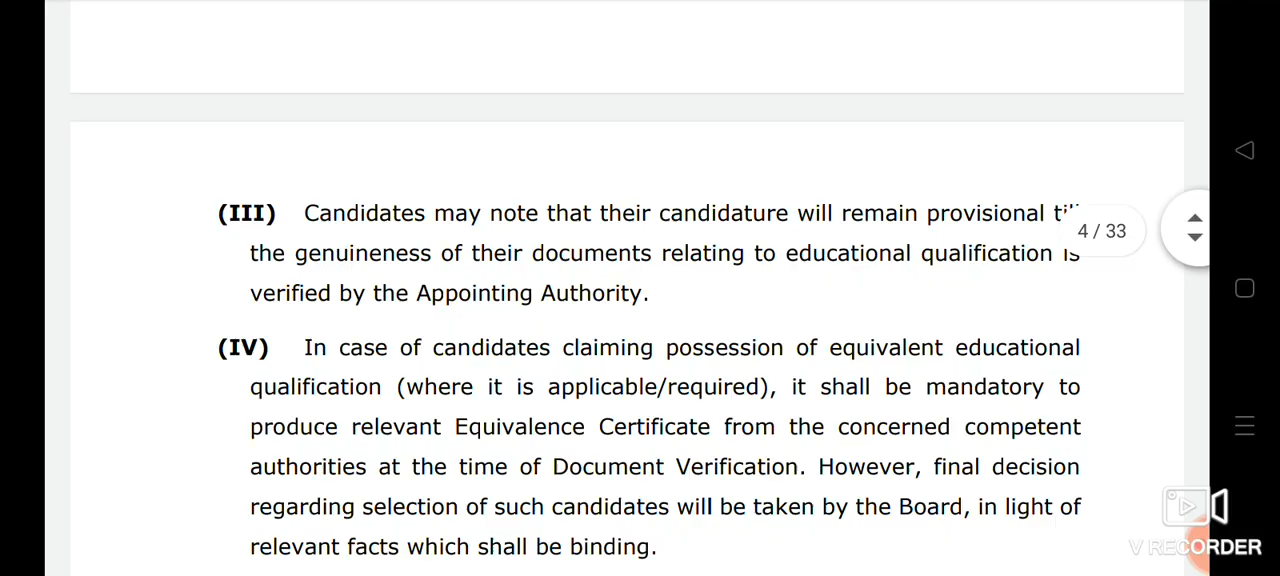 (III) Candidates may note that their candidature will remain provisional till
4 / 33
the genuineness of their documents relating to educational qualification is
verified by the Appointing Authority.
(IV) In case of candidates claiming possession of equivalent educational
qualification (where it is applicable/required), it shall be mandatory to
produce relevant Equivalence Certificate from the concerned competent
authorities at the time of Document Verification. However, final decision
regarding selection of such candidates will be taken by the Board, in light of
relevant facts which shall be binding.
V RECORDER